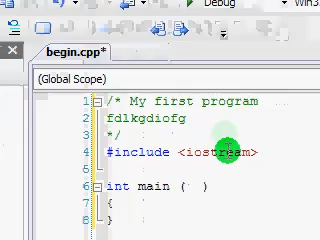 Debug
Win3
begin.cpp*
(Global Scope)
1 /* My first program
2 fdlkgdiofg
3 */
4 #include <iostream>
5
6 int main ( )
7 {
8 }